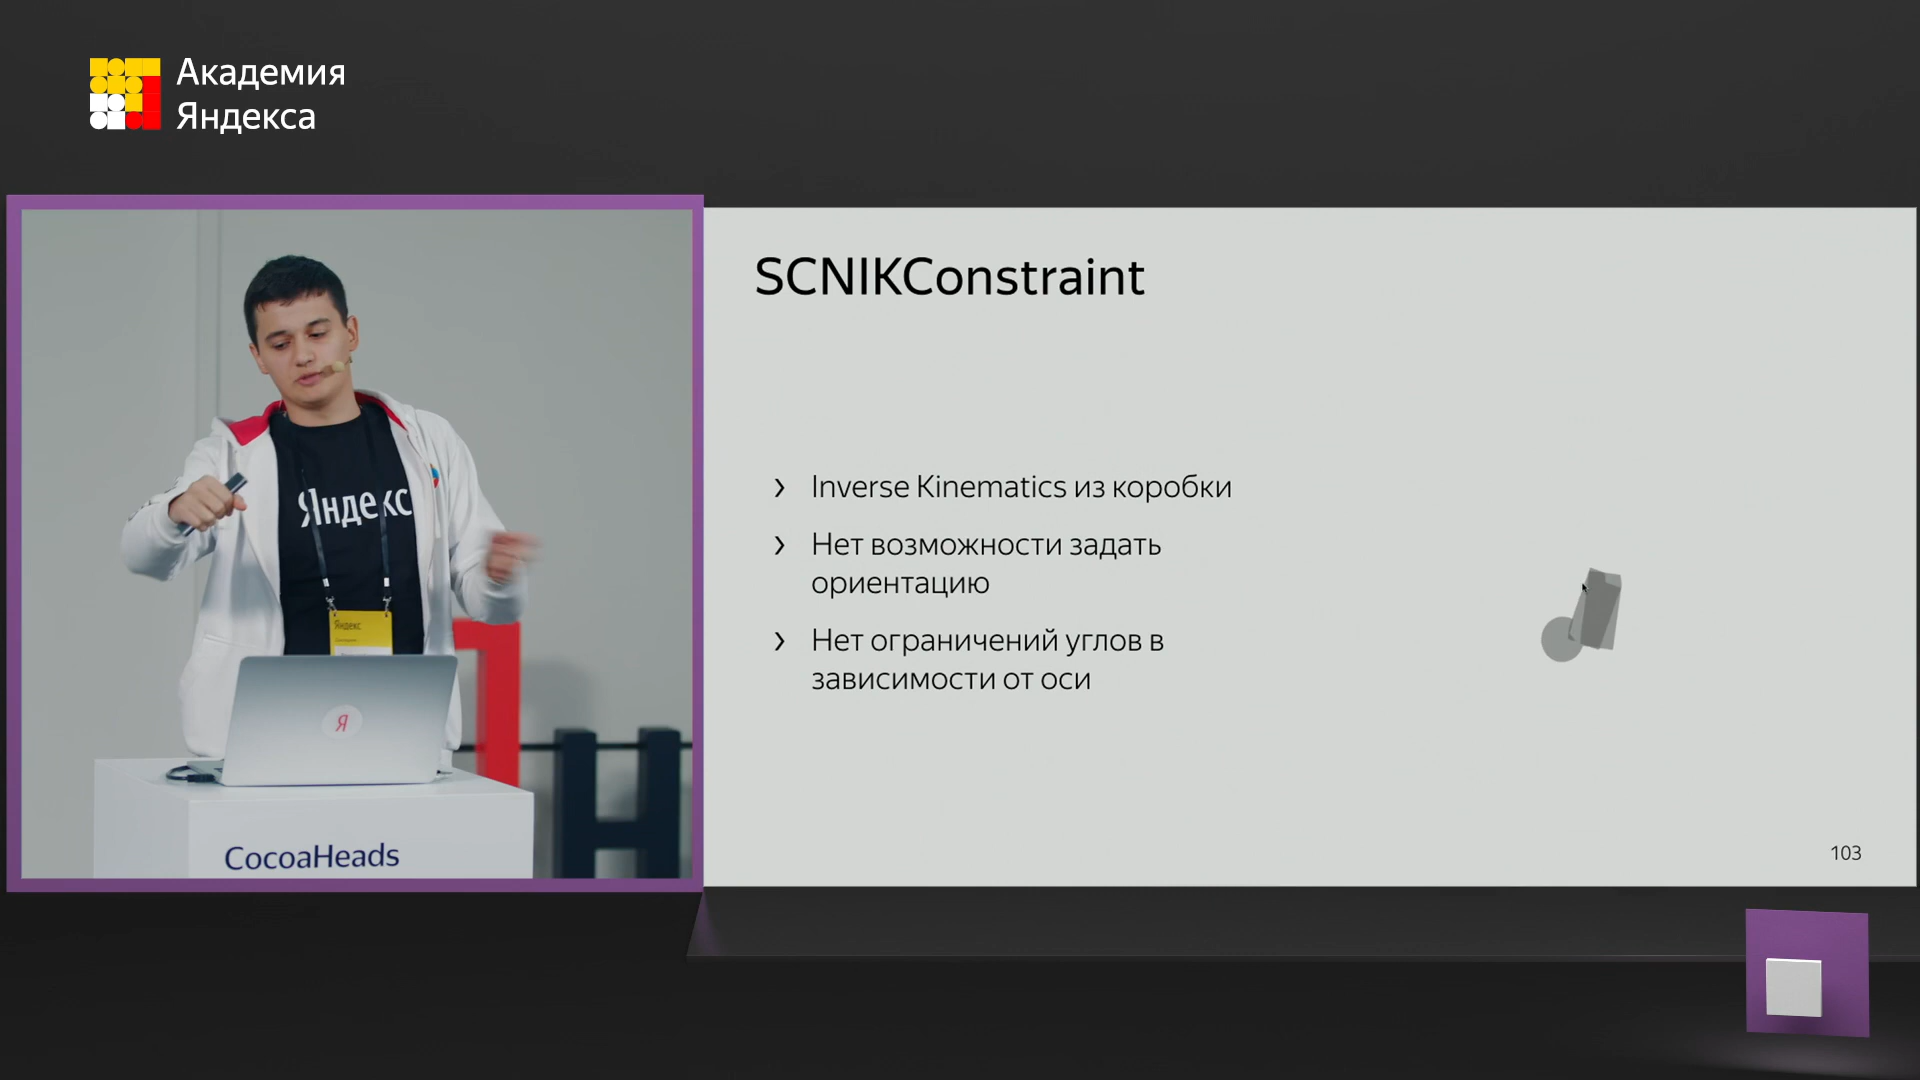 Академия
Яндекса
SCNIKConstraint
Inverse Kinematics из коробки
Нет возможности задать
ориентацию
Нет ограничений углов в
зависимости от оси
103
Яндекс
Яндекс
Я
CocoaHeads